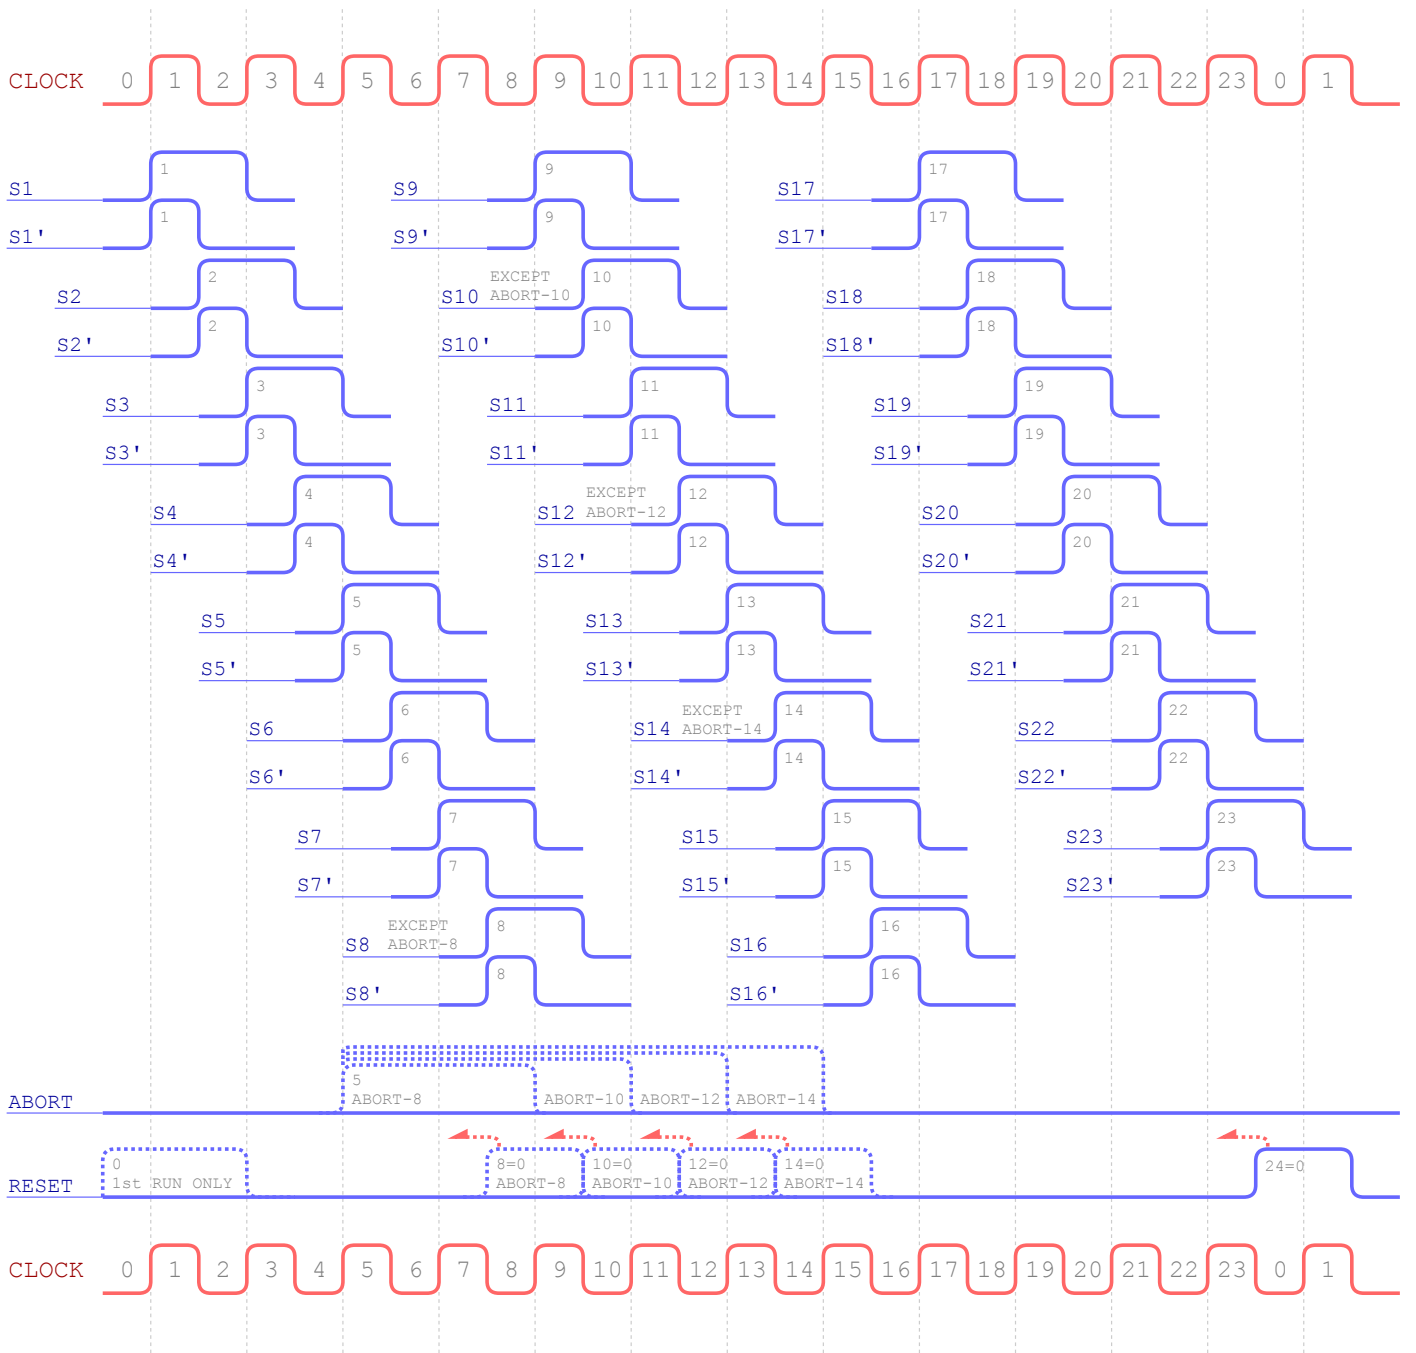 CLOCK 0 1 2 3 4 5 6 7 8 9 10 11 12 13 14 15 16 17 18 19 20 21 22 23 0 1
S1 1 S9 9 S17 17
S1' 1 S9' 9 S17' 17
EXCEPT
S2 2 S10 ABORT-10 10 S18 18
S2' 2 S10' 10 S18' 18
S3 3 S11 11 S19 19
S3' 3 S11' 11 S19' 19
EXCEPT
S4 4 S12 ABORT-12 12 S20 20
S4' 4 S12' 12 S20' 20
S5 5 S13 13 S21 21
S5' 5 S13' 13 S21' 21
EXCEPT
S6 6 S14 ABORT-14 14 S22 22
S6' 6 S14' 14 S22' 22
S7 7 S15 15 S23 23
S7' 7 S15' 15 S23' 23
EXCEPT
S8 ABORT-8 8 S16 16
S8' 8 S16' 16
5
ABORT ABORT-8 ABORT-10 ABORT-12 ABORT-14
0 8=0 10=0 12=0 14=0 24=0
RESET 1st RUN ONLY ABORT-8 ABORT-10 ABORT-12 ABORT-14
CLOCK 0 1 2 3 4 5 6 7 8 9 10 11 12 13 14 15 16 17 18 19 20 21 22 23 0 1